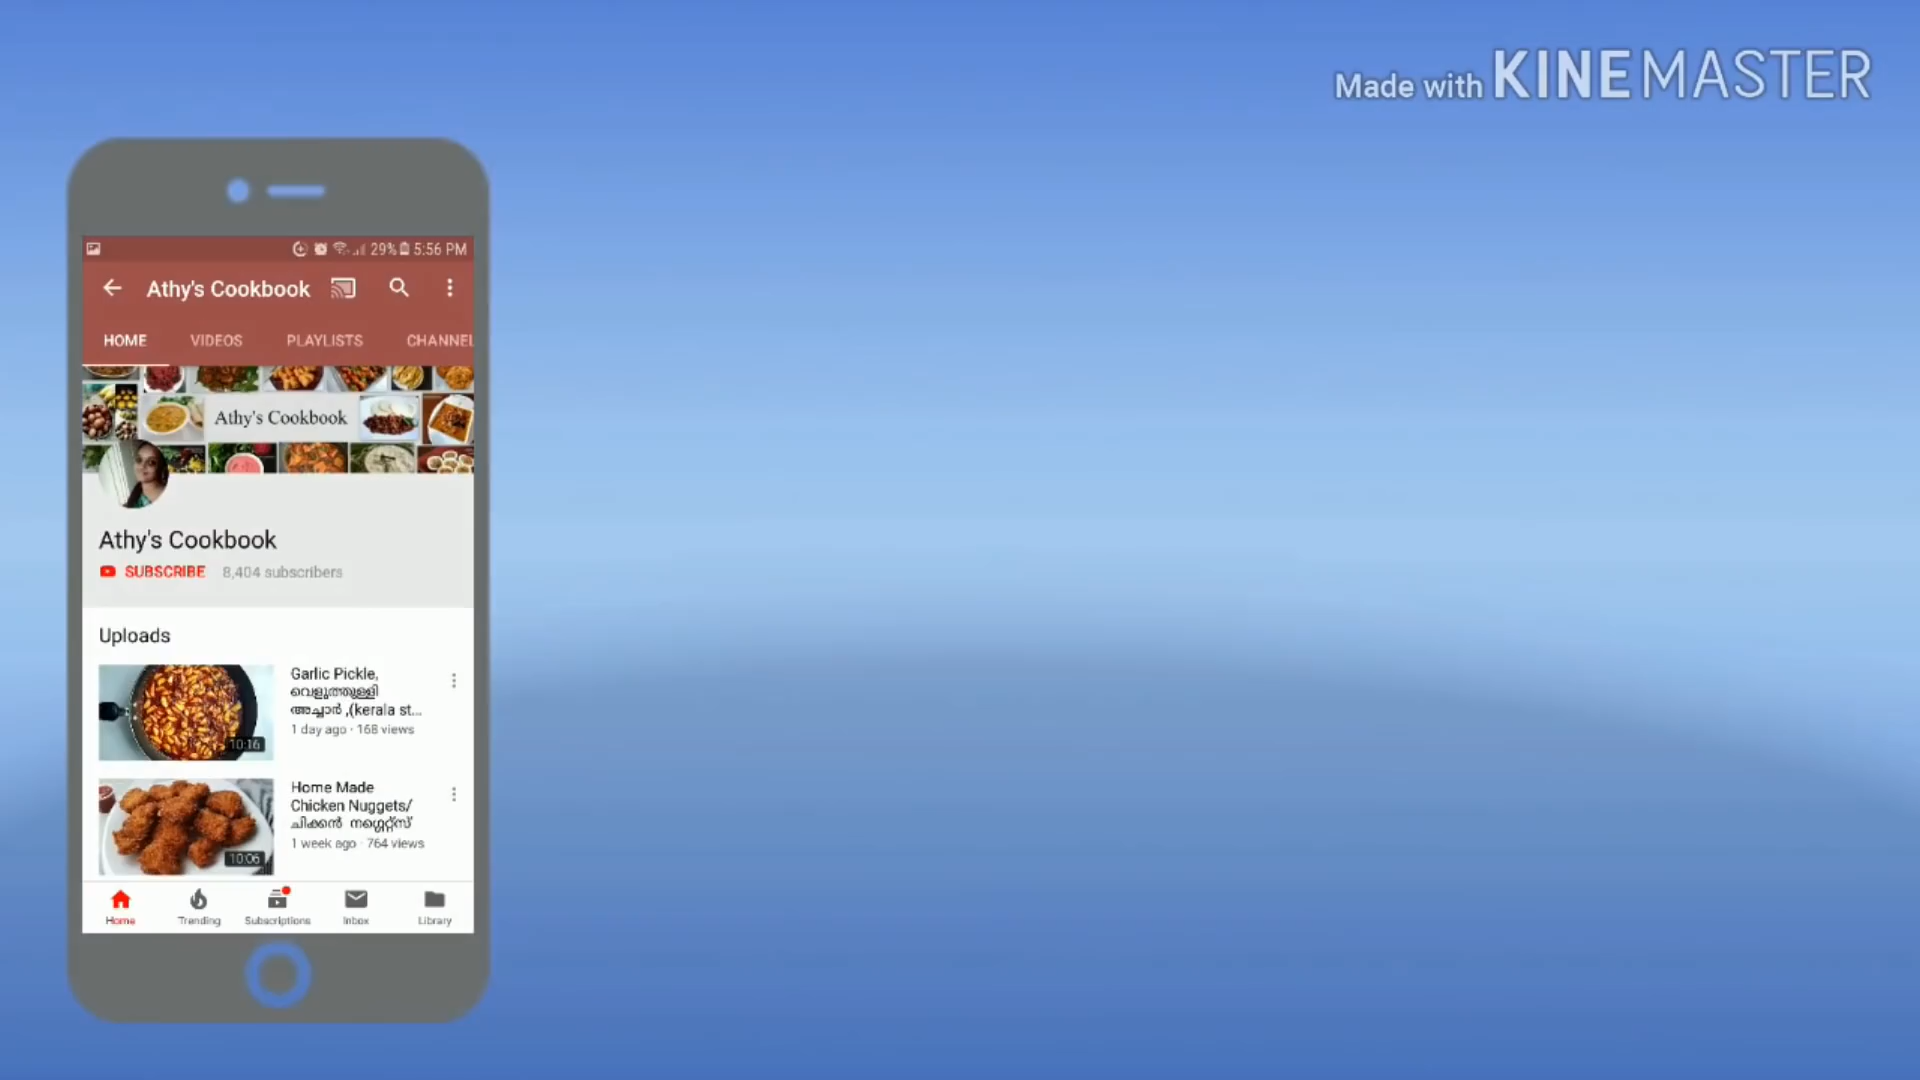 Made with KINEMASTER
29% 5:56 PM
Athy's Cookbook
HOME VIDEOS PLAYLISTS CHANNEL
Athy's Cookbook
Athy's Cookbook
SUBSCRIBE 8,404 subscribers
Uploads
Garlic Pickle,
വെളുത്തുള്ളി
അച്ചാർ ,(kerala st...
1 day ago · 168 views
10:16
Home Made
Chicken Nuggets/
ചിക്കൻ നഗ്ഗെറ്റ്സ്
1 week ago · 764 views
10:06
Home Trending Subscriptions Inbox Library